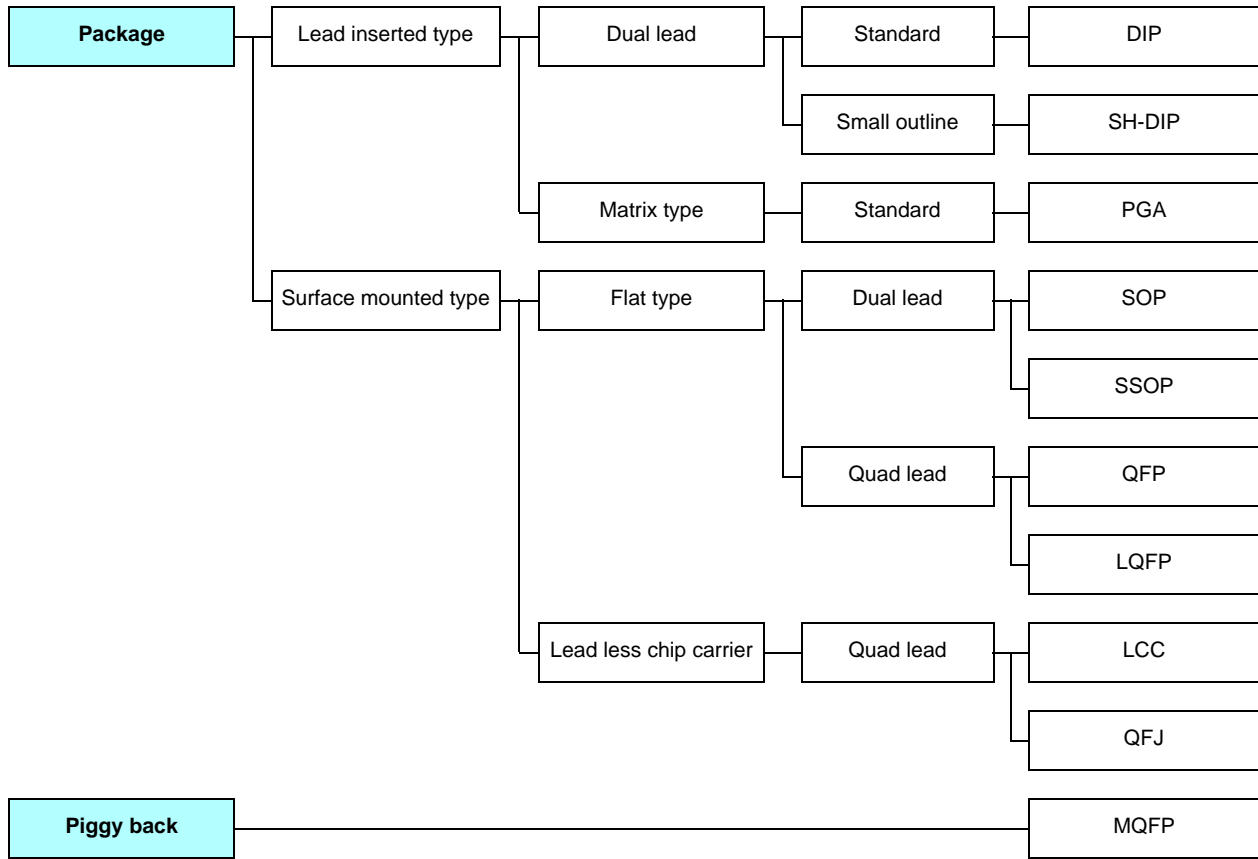 Package
Lead inserted type
Dual lead
Standard
DIP
Small outline
SH-DIP
Matrix type
Standard
PGA
Surface mounted type
Flat type
Dual lead
SOP
SSOP
Quad lead
QFP
LQFP
Lead less chip carrier
Quad lead
LCC
QFJ
Piggy back
MQFP